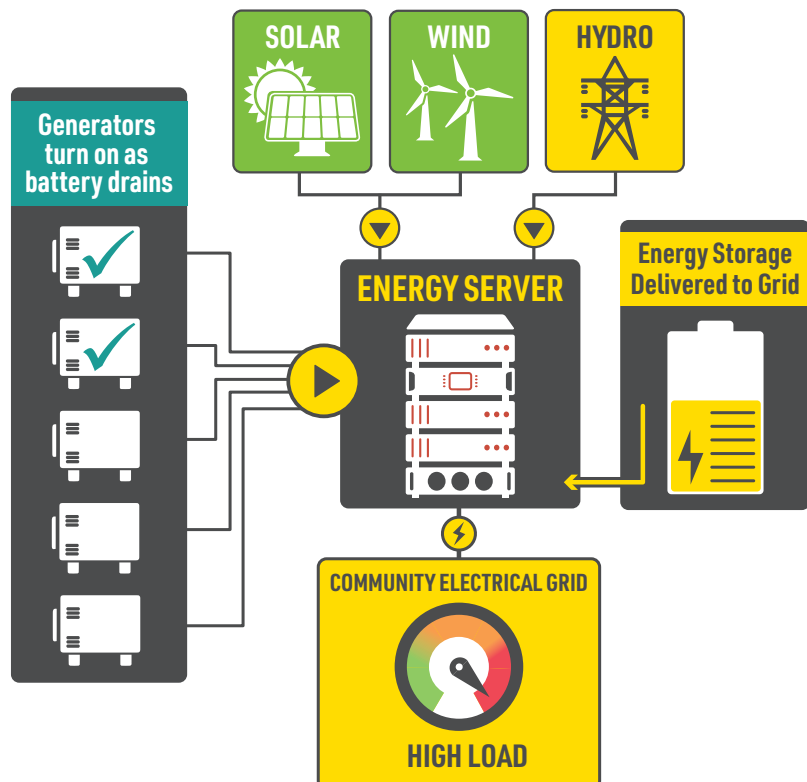 SOLAR
WIND
HYDRO
Generators
turn on as
battery drains
ENERGY SERVER
Energy Storage
Delivered to Grid
COMMUNITY ELECTRICAL GRID
HIGH LOAD